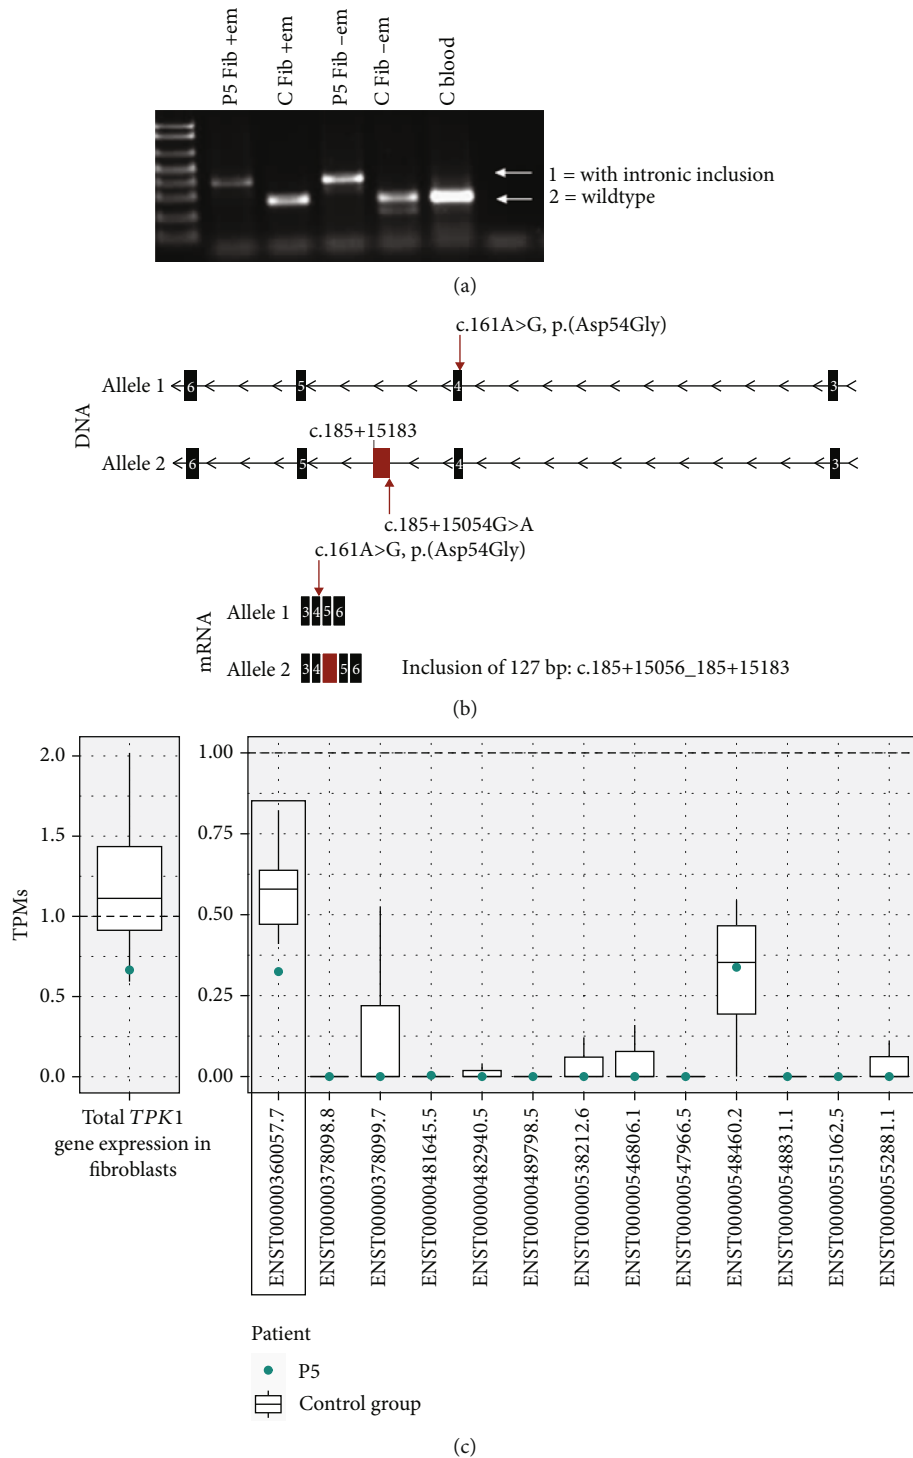 P5 Fib +em
C Fib +em
P5 Fib −em
C Fib −em
C blood
1 = with intronic inclusion
2 = wildtype
(a)
c.161A>G, p.(Asp54Gly)
DNA
Allele 1
6
5
4
3
c.185+15183
Allele 2
6
5
4
3
c.185+15054G>A
c.161A>G, p.(Asp54Gly)
mRNA
Allele 1
3 4 5 6
Allele 2
3 4 5 6
Inclusion of 127 bp: c.185+15056_185+15183
(b)
TPMs
2.0
1.5
1.0
0.5
0.0
Total TPK1
gene expression in
fibroblasts
1.00
0.75
0.50
0.25
0.00
ENST00000360057.7
ENST00000378098.8
ENST00000378099.7
ENST00000481645.5
ENST00000482940.5
ENST00000489798.5
ENST00000538212.6
ENST00000546806.1
ENST00000547966.5
ENST00000548460.2
ENST00000548831.1
ENST00000551062.5
ENST00000552881.1
Patient
P5
Control group
(c)